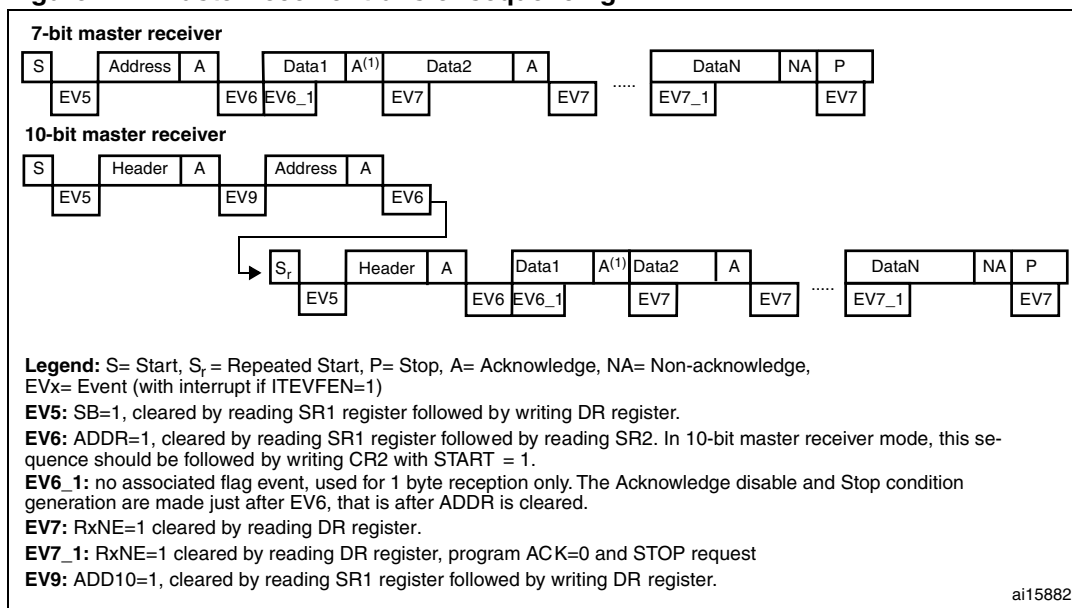 7-bit master receiver
S Address A Data1 A(1) Data2 A ..... DataN NA P
EV5 EV6 EV6_1 EV7 EV7 EV7_1 EV7
10-bit master receiver
S Header A Address A
EV5 EV9 EV6
Sr Header A Data1 A(1) Data2 A ..... DataN NA P
EV5 EV6 EV6_1 EV7 EV7 EV7_1 EV7
Legend: S= Start, Sr = Repeated Start, P= Stop, A= Acknowledge, NA= Non-acknowledge,
EVx= Event (with interrupt if ITEVFEN=1)
EV5: SB=1, cleared by reading SR1 register followed by writing DR register.
EV6: ADDR=1, cleared by reading SR1 register followed by reading SR2. In 10-bit master receiver mode, this se-
quence should be followed by writing CR2 with START = 1.
EV6_1: no associated flag event, used for 1 byte reception only. The Acknowledge disable and Stop condition
generation are made just after EV6, that is after ADDR is cleared.
EV7: RxNE=1 cleared by reading DR register.
EV7_1: RxNE=1 cleared by reading DR register, program ACK=0 and STOP request
EV9: ADD10=1, cleared by reading SR1 register followed by writing DR register.
ai15882